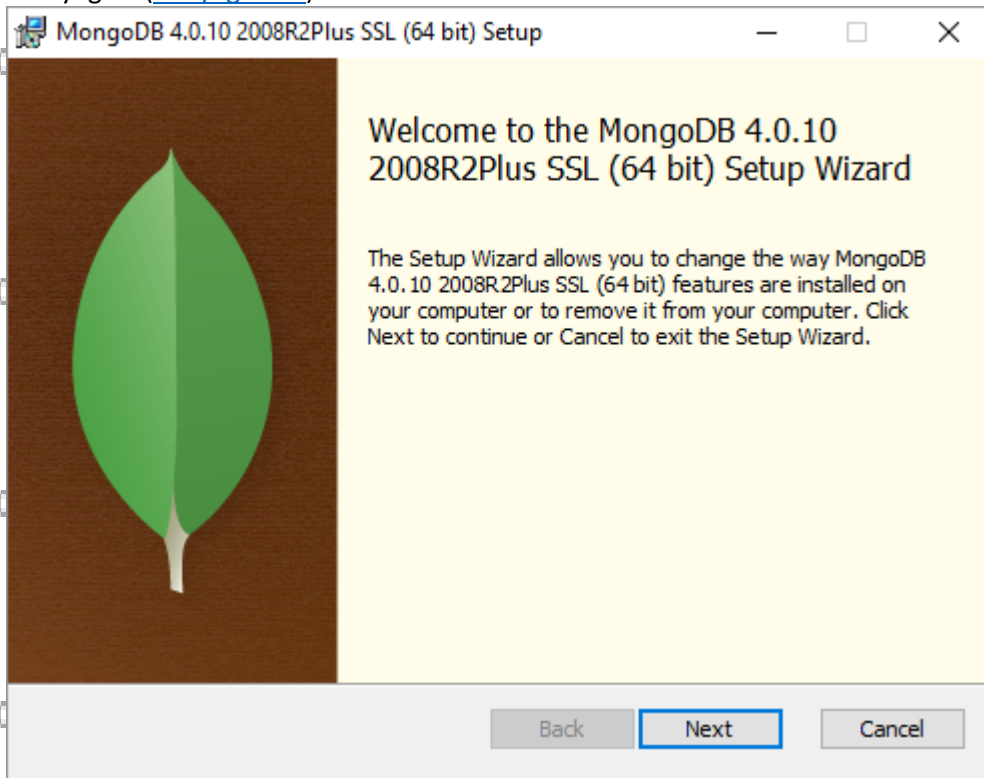 MongoDB 4.0.10 2008R2Plus SSL (64 bit) Setup
Welcome to the MongoDB 4.0.10
2008R2Plus SSL (64 bit) Setup Wizard
The Setup Wizard allows you to change the way MongoDB
4.0.10 2008R2Plus SSL (64 bit) features are installed on
your computer or to remove it from your computer. Click
Next to continue or Cancel to exit the Setup Wizard.
Back Next Cancel